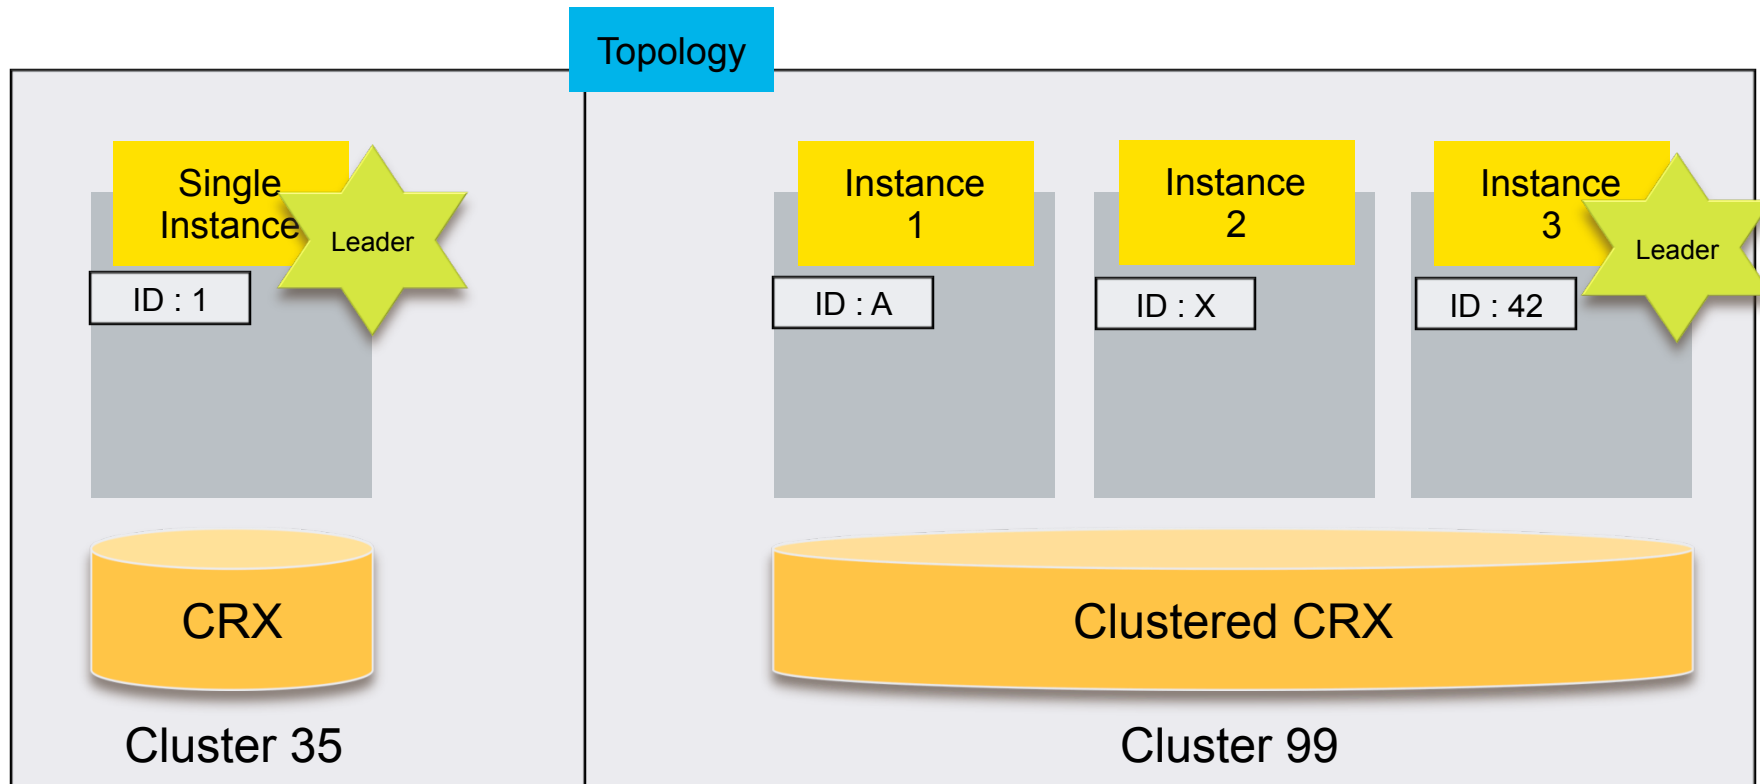 Topology
Single
Instance
Leader
ID : 1
CRX
Cluster 35
Instance
1
ID : A
Instance
2
ID : X
Instance
3
Leader
ID : 42
Clustered CRX
Cluster 99